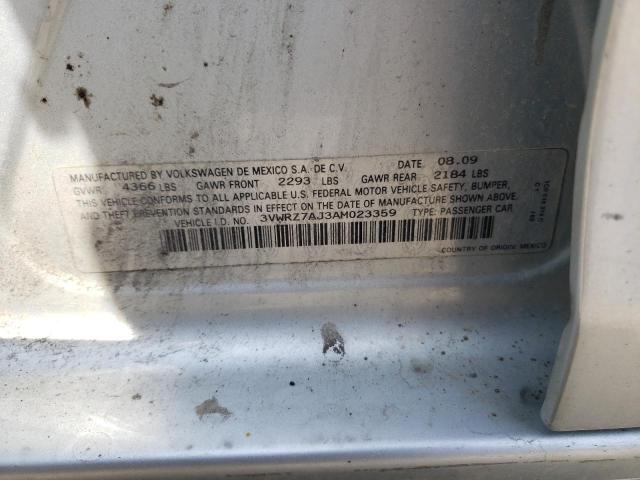 MANUFACTURED BY VOLKSWAGEN DE MEXICO S.A. DE C.V. DATE 08.09
GVWR 4366 LBS GAWR FRONT 2293 LBS GAWR REAR 2184 LBS
THIS VEHICLE CONFORMS TO ALL APPLICABLE U.S. FEDERAL MOTOR VEHICLE SAFETY, BUMPER,
THEFT PREVENTION STANDARDS IN EFFECT ON THE DATE OF MANUFACTURE SHOWN ABOVE.
VEHICLE I.D. NO. 3VWRZ7AJ3AM023359 TYPE: PASSENGER CAR
COUNTRY OF ORIGIN: MEXICO